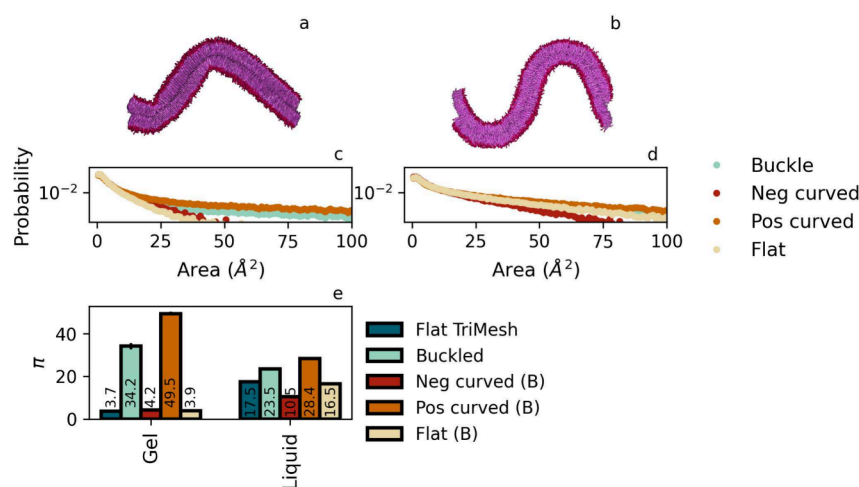 a
b
c
d
Probability
10⁻²
10⁻²
0 25 50 75 100
0 25 50 75 100
Area (Å²)
Area (Å²)
Buckle
Neg curved
Pos curved
Flat
e
π
40
20
0
3.7
34.2
4.2
49.5
3.9
17.5
23.5
10.5
28.4
16.5
Gel
Liquid
Flat TriMesh
Buckled
Neg curved (B)
Pos curved (B)
Flat (B)